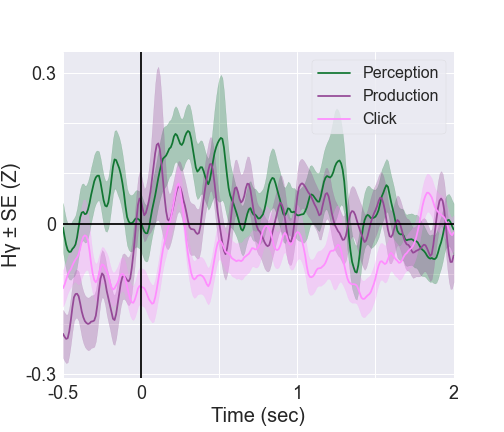 Perception
Production
Click
Hγ ± SE (Z)
0.3
0
-0.3
-0.5
0
1
2
Time (sec)